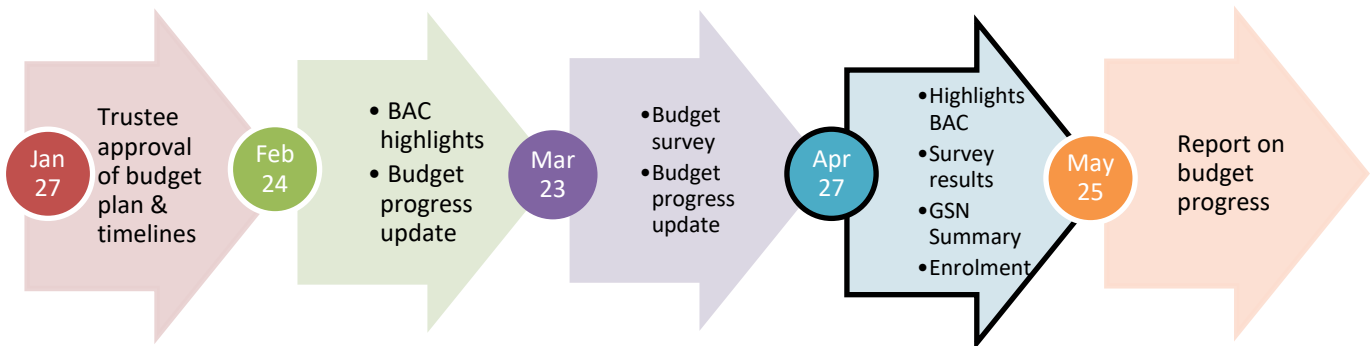 Jan
27
Trustee
approval
of budget
plan &
timelines
Feb
24
• BAC
highlights
• Budget
progress
update
Mar
23
•Budget
survey
•Budget
progress
update
Apr
27
•Highlights
BAC
•Survey
results
•GSN
Summary
•Enrolment
May
25
Report on
budget
progress